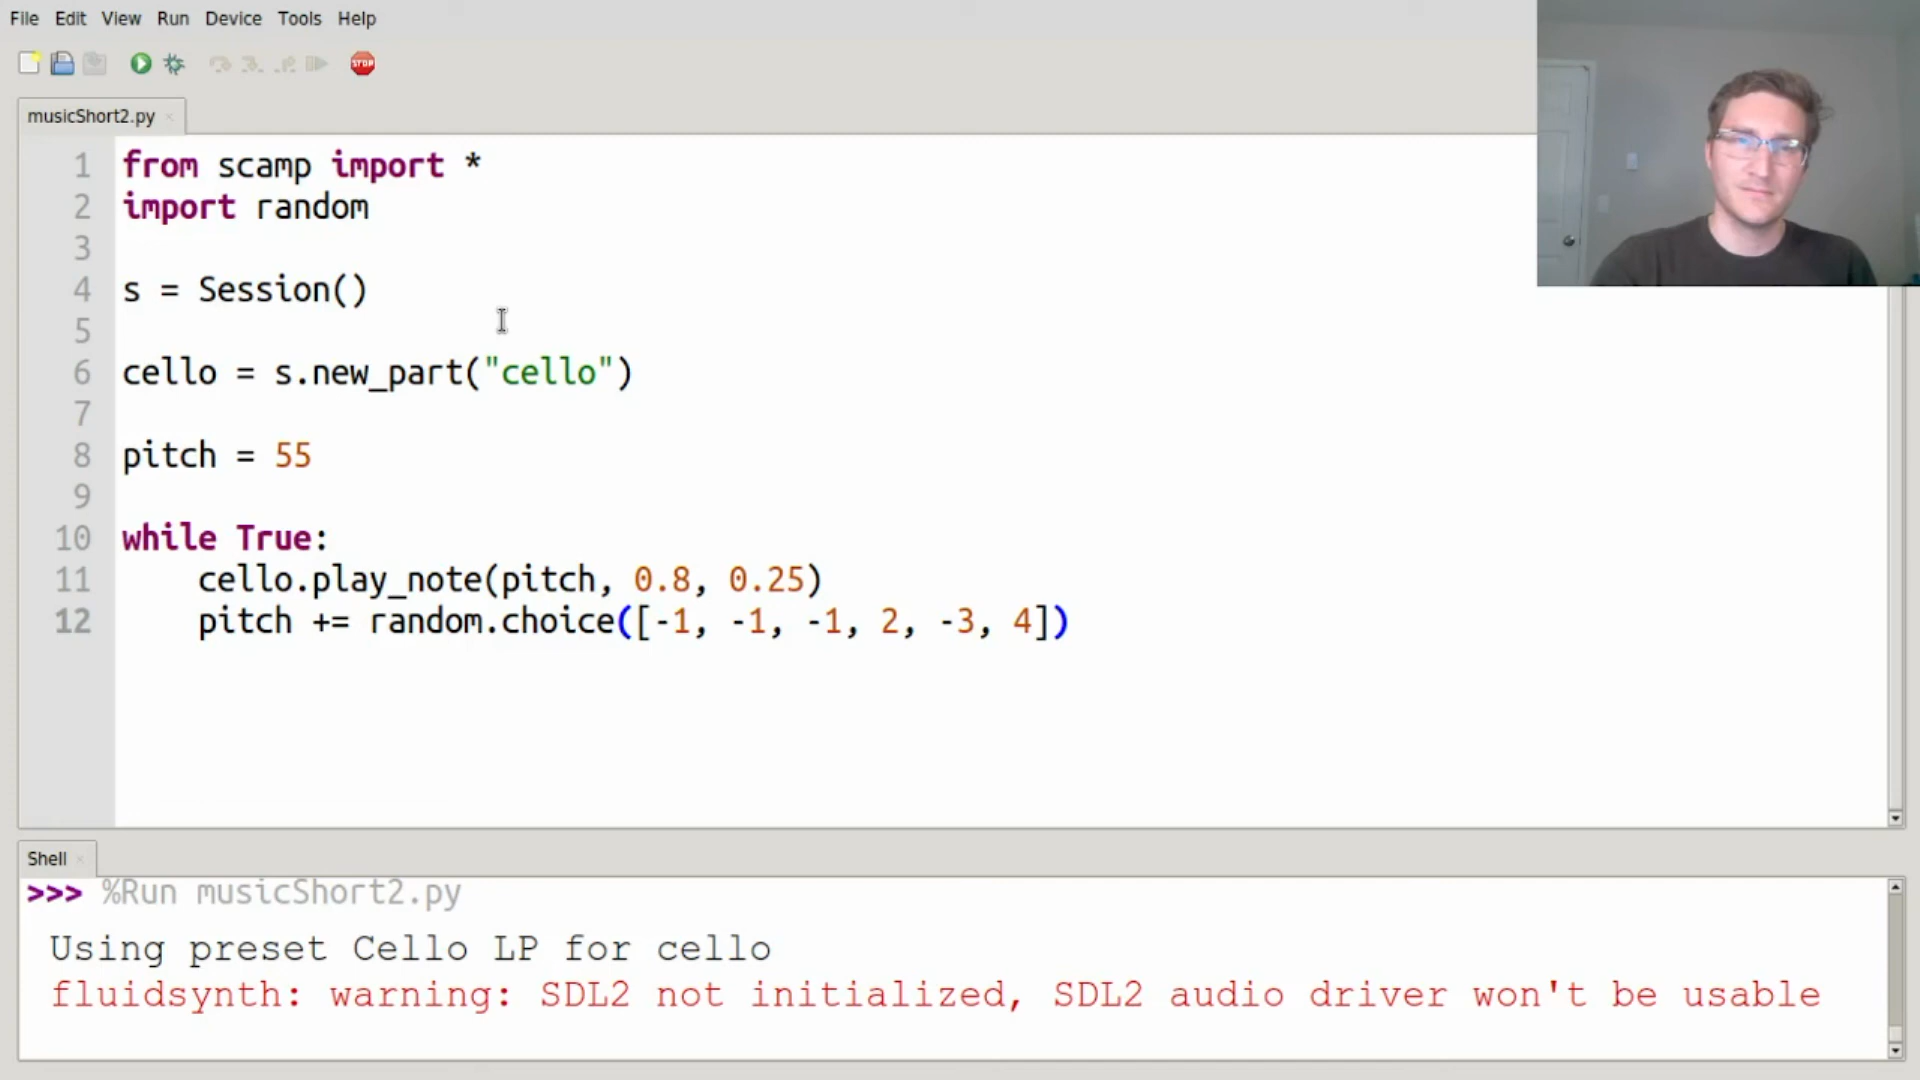 File Edit View Run Device Tools Help
STOP
musicShort2.py
1 from scamp import *
2 import random
3
4 s = Session()
5
6 cello = s.new_part("cello")
7
8 pitch = 55
9
10 while True:
11 cello.play_note(pitch, 0.8, 0.25)
12 pitch += random.choice([-1, -1, -1, 2, -3, 4])
Shell
>>> %Run musicShort2.py
Using preset Cello LP for cello
fluidsynth: warning: SDL2 not initialized, SDL2 audio driver won't be usable